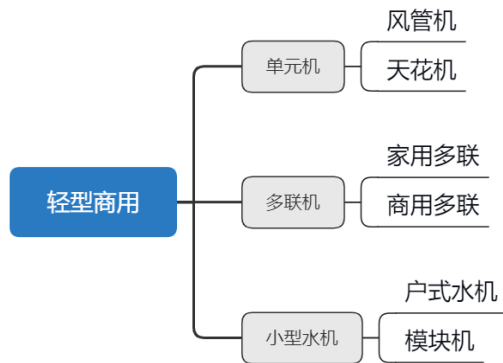 轻型商用
单元机
风管机
天花机
多联机
家用多联
商用多联
小型水机
户式水机
模块机